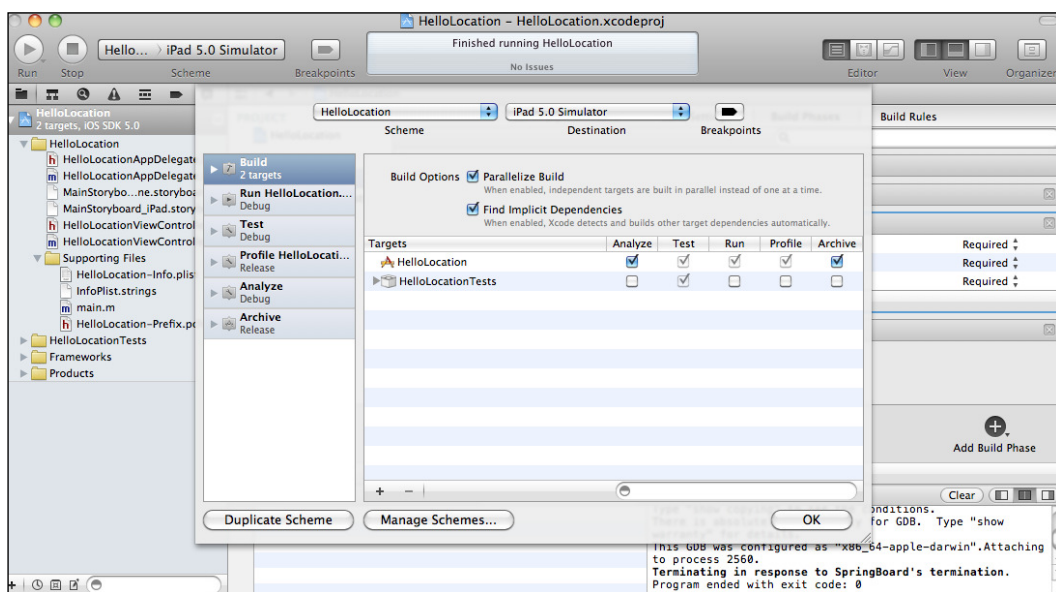 HelloLocation - HelloLocation.xcodeproj
Hello... iPad 5.0 Simulator
Finished running HelloLocation
No Issues
Run Stop Scheme Breakpoints Editor View Organizer
HelloLocation
2 targets, iOS SDK 5.0
HelloLocation
HelloLocationAppDelegate
HelloLocationAppDelegate
MainStorybo...ne.storyboa
MainStoryboard_iPad.story
HelloLocationViewControl
HelloLocationViewControl
Supporting Files
HelloLocation-Info.plis
InfoPlist.strings
main.m
HelloLocation-Prefix.pc
HelloLocationTests
Frameworks
Products
HelloLocation iPad 5.0 Simulator
Scheme Destination Breakpoints
Build
2 targets
Run HelloLocation....
Debug
Test
Debug
Profile HelloLocati...
Release
Analyze
Debug
Archive
Release
Build Options Parallelize Build
When enabled, independent targets are built in parallel instead of one at a time.
Find Implicit Dependencies
When enabled, Xcode detects and builds other target dependencies automatically.
Targets Analyze Test Run Profile Archive
HelloLocation
HelloLocationTests
Duplicate Scheme Manage Schemes... OK
Build Rules
Required
Required
Required
Add Build Phase
Clear
conditions.
for GDB. Type "show
This GDB was configured as "x86_64-apple-darwin".Attaching
to process 2560.
Terminating in response to SpringBoard's termination.
Program ended with exit code: 0